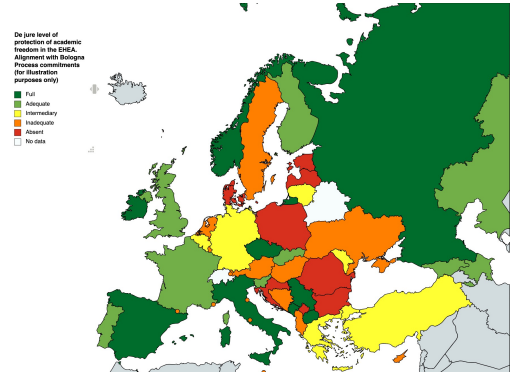 De jure level of
protection of academic
freedom in the EHEA.
Alignment with Bologna
Process commitments
(for illustration
purposes only)
Full
Adequate
Intermediary
Inadequate
Absent
No data